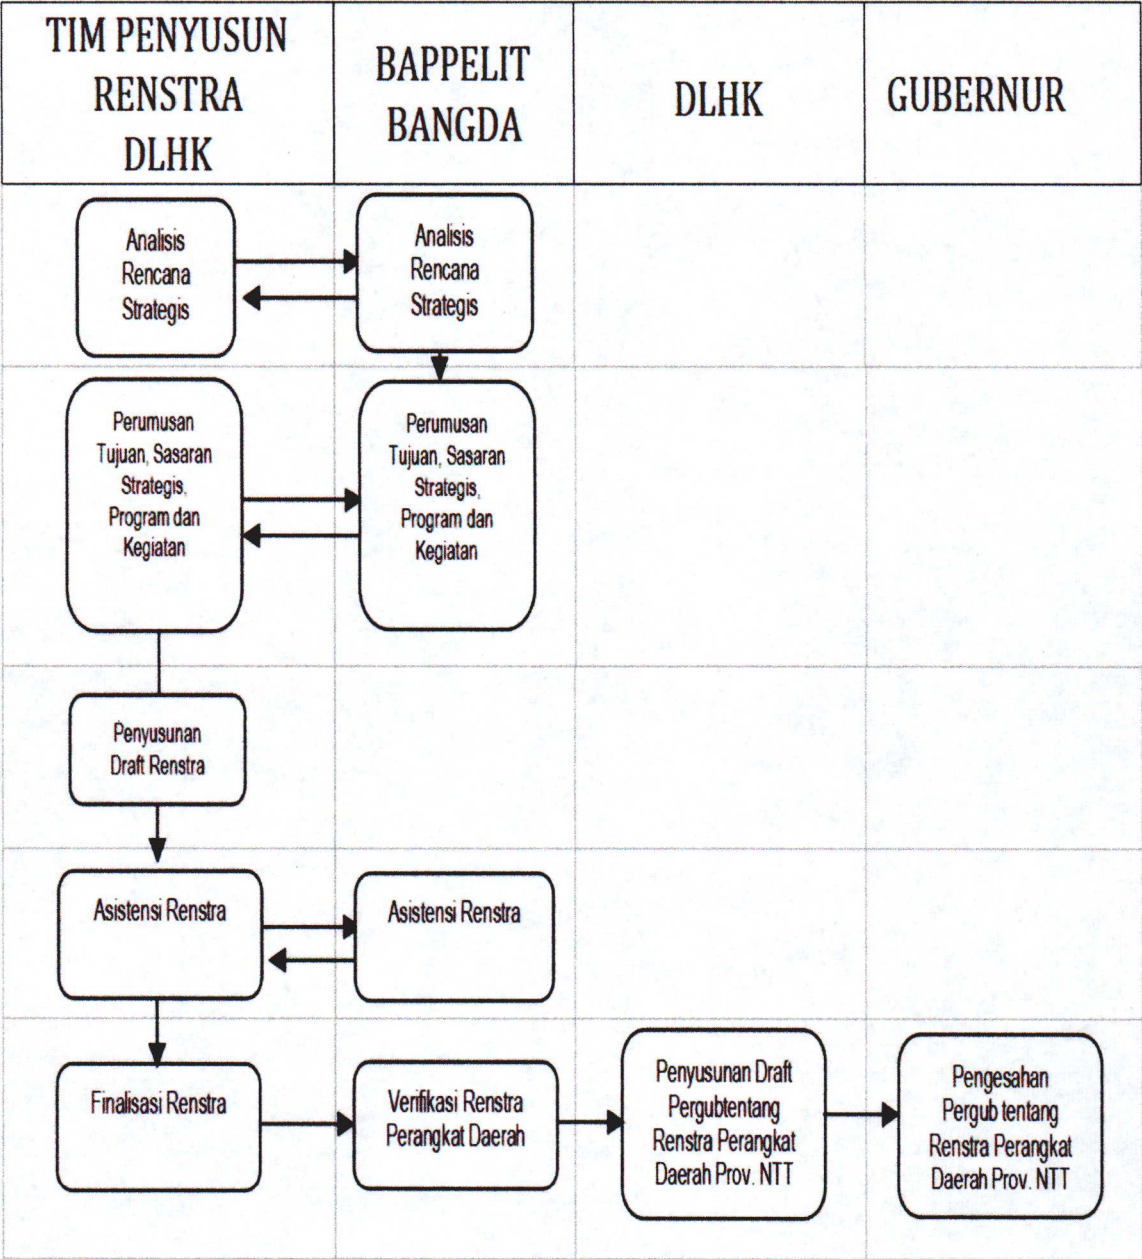 TIM PENYUSUN
RENSTRA
DLHK
BAPPELIT
BANGDA
DLHK
GUBERNUR
Analisis
Rencana
Strategis
Analisis
Rencana
Strategis
Perumusan
Tujuan, Sasaran
Strategis,
Program dan
Kegiatan
Perumusan
Tujuan, Sasaran
Strategis,
Program dan
Kegiatan
Penyusunan
Draft Renstra
Asistensi Renstra
Asistensi Renstra
Finalisasi Renstra
Verifikasi Renstra
Perangkat Daerah
Penyusunan Draft
Pergubtentang
Renstra Perangkat
Daerah Prov. NTT
Pengesahan
Pergub tentang
Renstra Perangkat
Daerah Prov. NTT